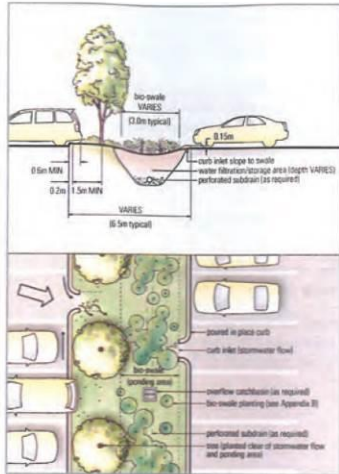 bio-swale
VARIES
(3.0m typical)
0.15m
curb inlet slope to swale
water filtration/storage area (depth VARIES)
perforated subdrain (as required)
0.6m MIN
0.2m
1.5m MIN
VARIES
(6.5m typical)
poured in place curb
curb inlet (stormwater flow)
bio-swale
(ponding area)
overflow catchbasin (as required)
bio-swale planting (see Appendix B)
perforated subdrain (as required)
tree (planted clear of stormwater flow
and ponding area)